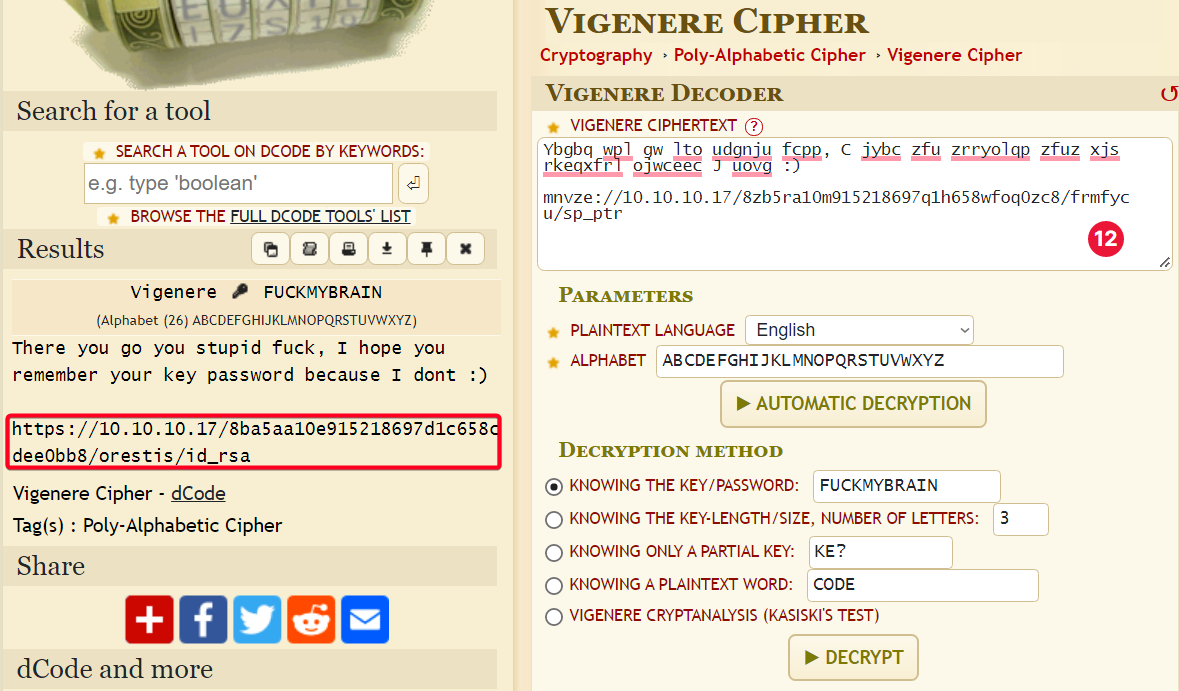 EUXIL
IZS19
Search for a tool
SEARCH A TOOL ON DCODE BY KEYWORDS:
e.g. type 'boolean'
BROWSE THE FULL DCODE TOOLS' LIST
Results
Vigenere FUCKMYBRAIN
(Alphabet (26) ABCDEFGHIJKLMNOPQRSTUVWXYZ)
There you go you stupid fuck, I hope you
remember your key password because I dont :)
https://10.10.10.17/8ba5aa10e915218697d1c658c
dee0bb8/orestis/id_rsa
Vigenere Cipher - dCode
Tag(s) : Poly-Alphabetic Cipher
Share
dCode and more
VIGENERE CIPHER
Cryptography › Poly-Alphabetic Cipher › Vigenere Cipher
VIGENERE DECODER
VIGENERE CIPHERTEXT ?
Ybgbq wpl gw lto udgnju fcpp, C jybc zfu zrryolqp zfuz xjs
rkeqxfrl ojwceec J uovg :)
mnvze://10.10.10.17/8zb5ra10m915218697q1h658wfoq0zc8/frmfyc
u/sp_ptr
12
PARAMETERS
PLAINTEXT LANGUAGE English
ALPHABET ABCDEFGHIJKLMNOPQRSTUVWXYZ
AUTOMATIC DECRYPTION
DECRYPTION METHOD
KNOWING THE KEY/PASSWORD: FUCKMYBRAIN
KNOWING THE KEY-LENGTH/SIZE, NUMBER OF LETTERS: 3
KNOWING ONLY A PARTIAL KEY: KE?
KNOWING A PLAINTEXT WORD: CODE
VIGENERE CRYPTANALYSIS (KASISKI'S TEST)
DECRYPT